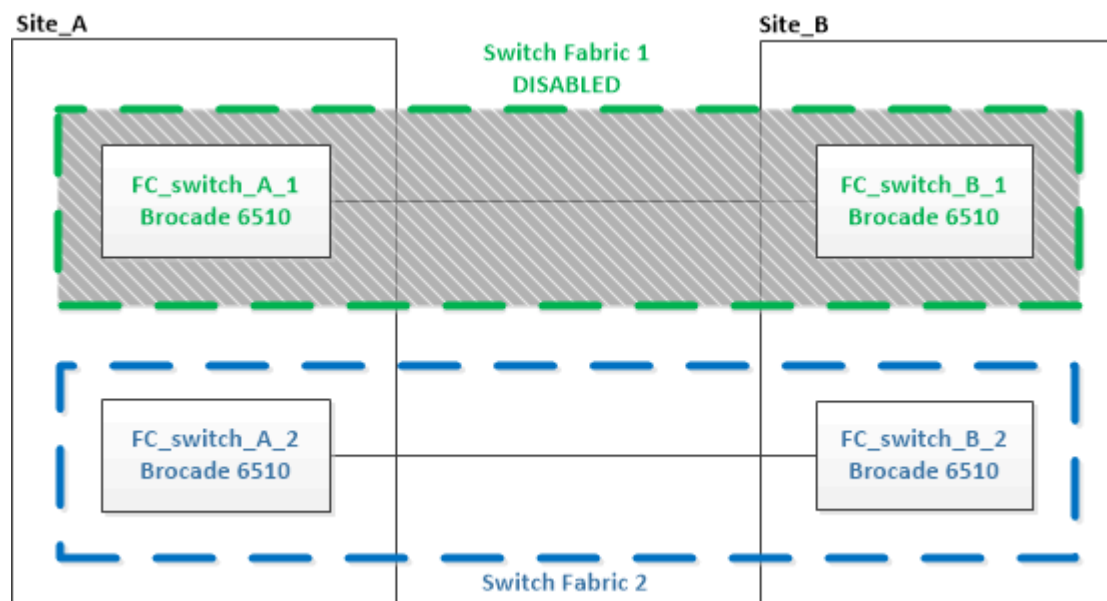 Site_A
Site_B
Switch Fabric 1
DISABLED
FC_switch_A_1
Brocade 6510
FC_switch_B_1
Brocade 6510
FC_switch_A_2
Brocade 6510
FC_switch_B_2
Brocade 6510
Switch Fabric 2